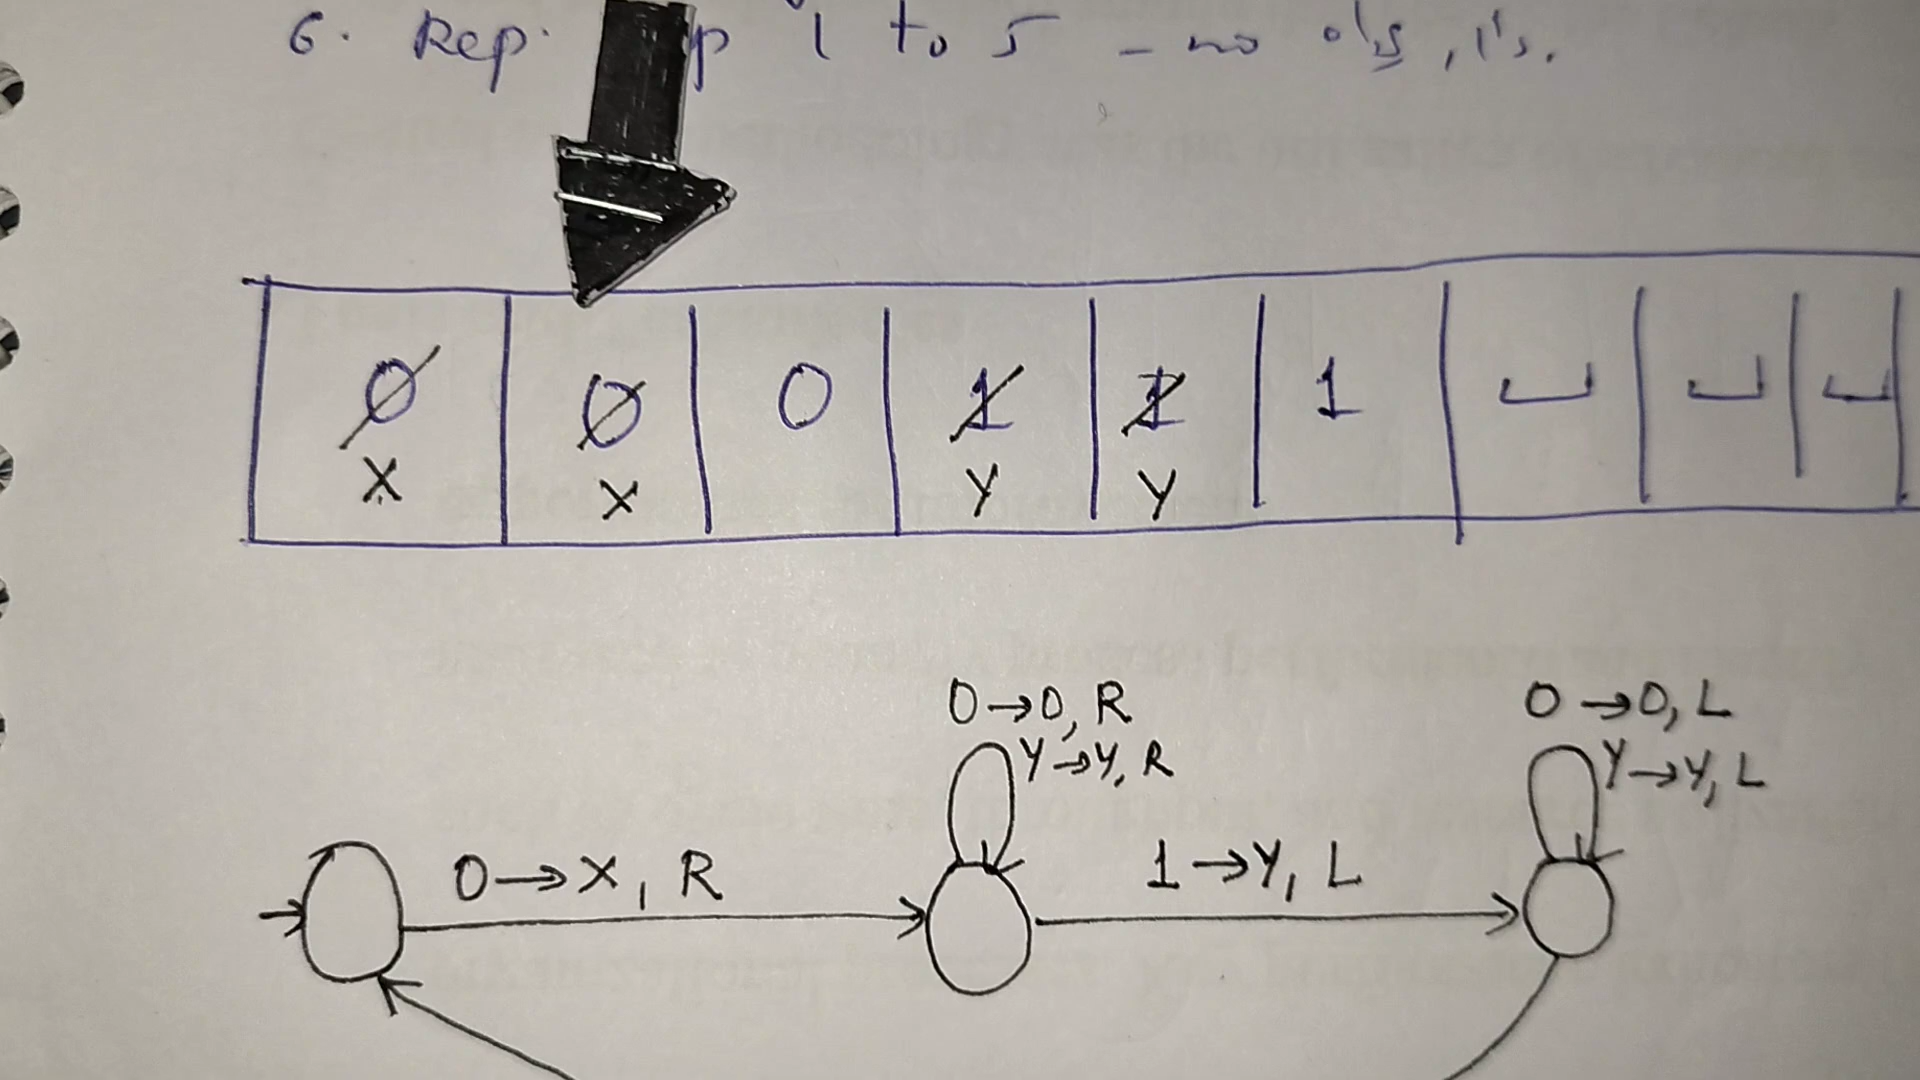 6. Rep. 1 to 5 - no 0's, 1's.
0 0 0 1 1 1 ⊔ ⊔ ⊔
X X Y Y
0→0, R 0→0, L
Y→Y, R Y→Y, L
0→X, R 1→Y, L